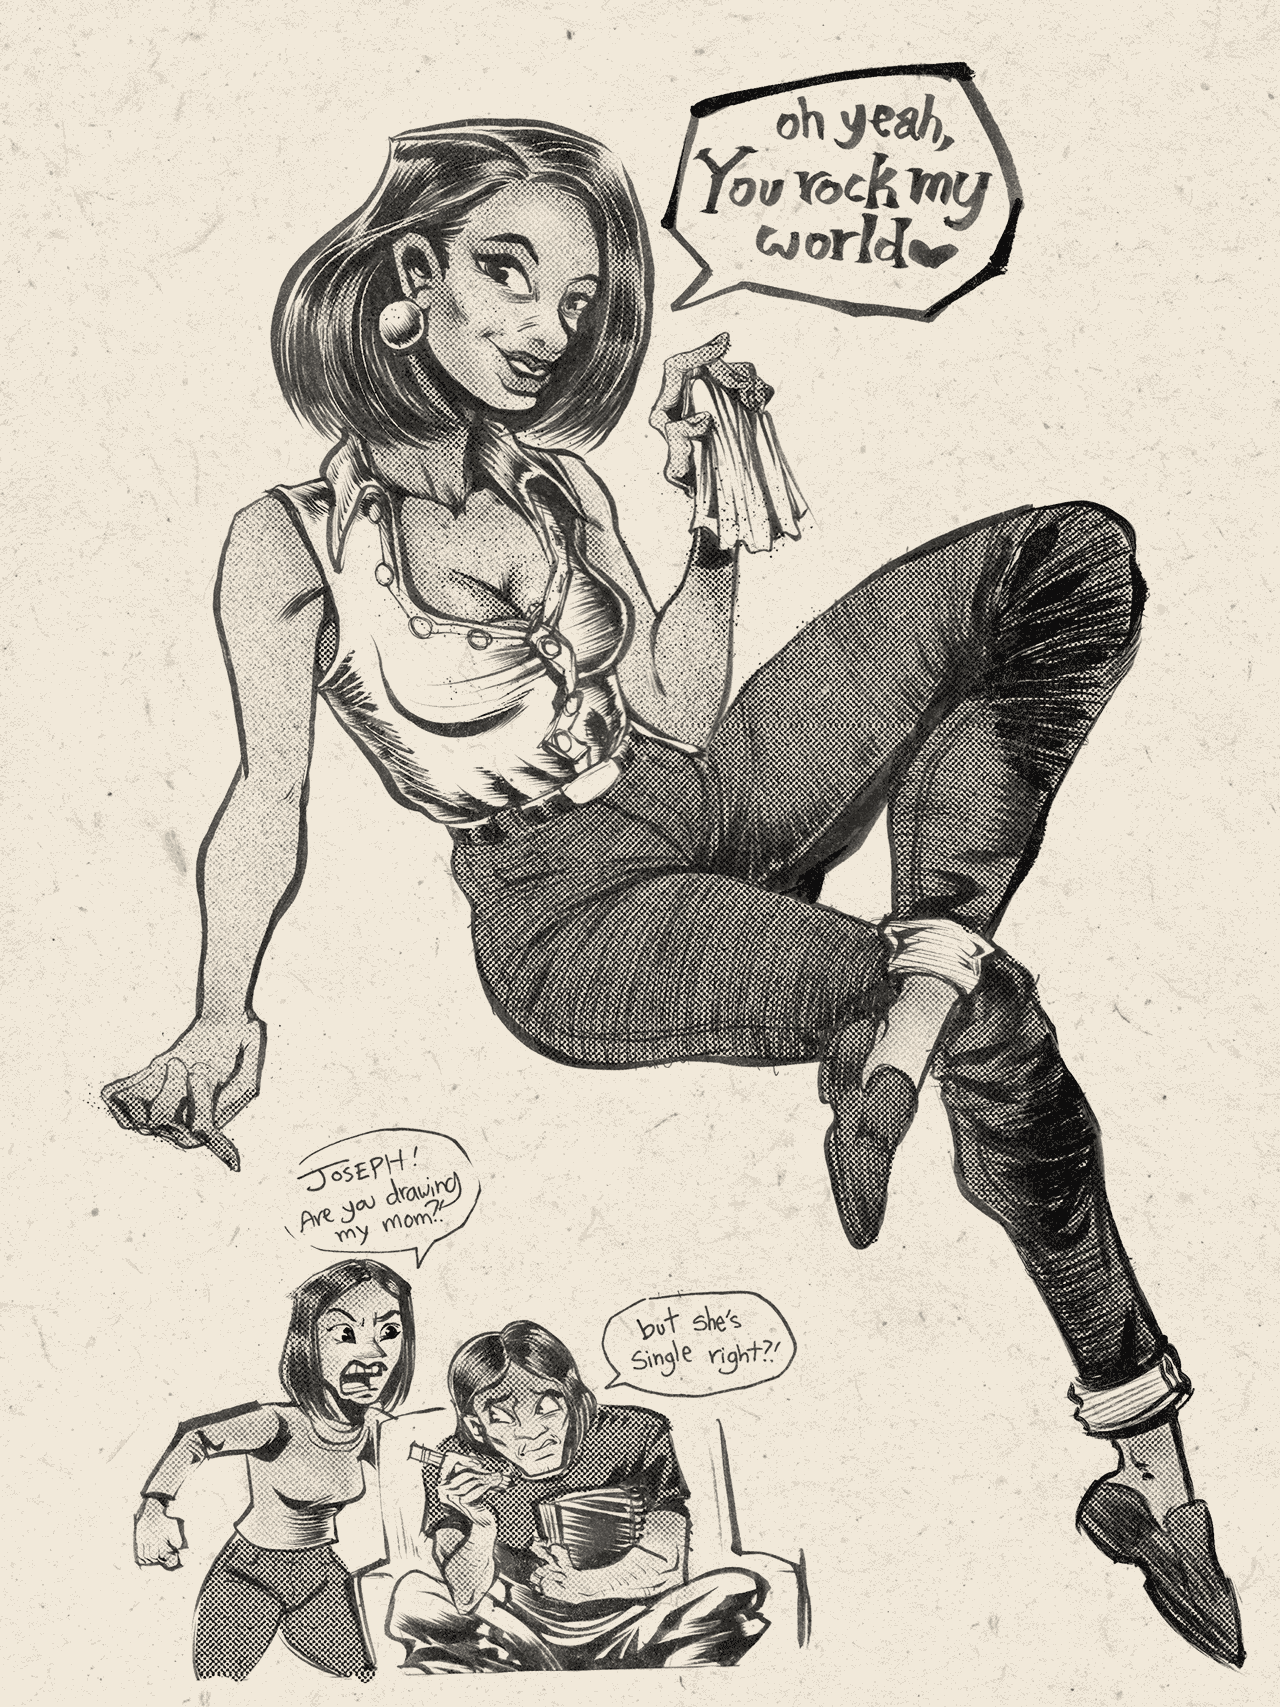 oh yeah,
You rock my
world♥
JOSEPH!
Are you drawing
my mom?!
but she's
single right?!